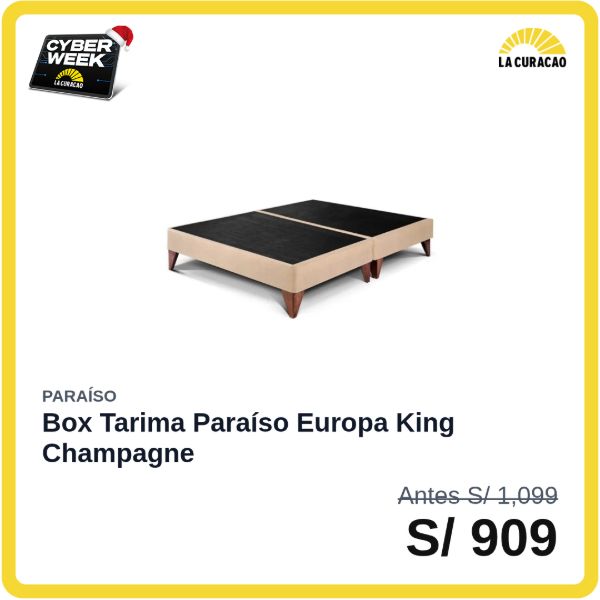 CYBER
WEEK
LA CURACAO
LA CURACAO
PARAÍSO
Box Tarima Paraíso Europa King
Champagne
Antes S/ 1,099
S/ 909